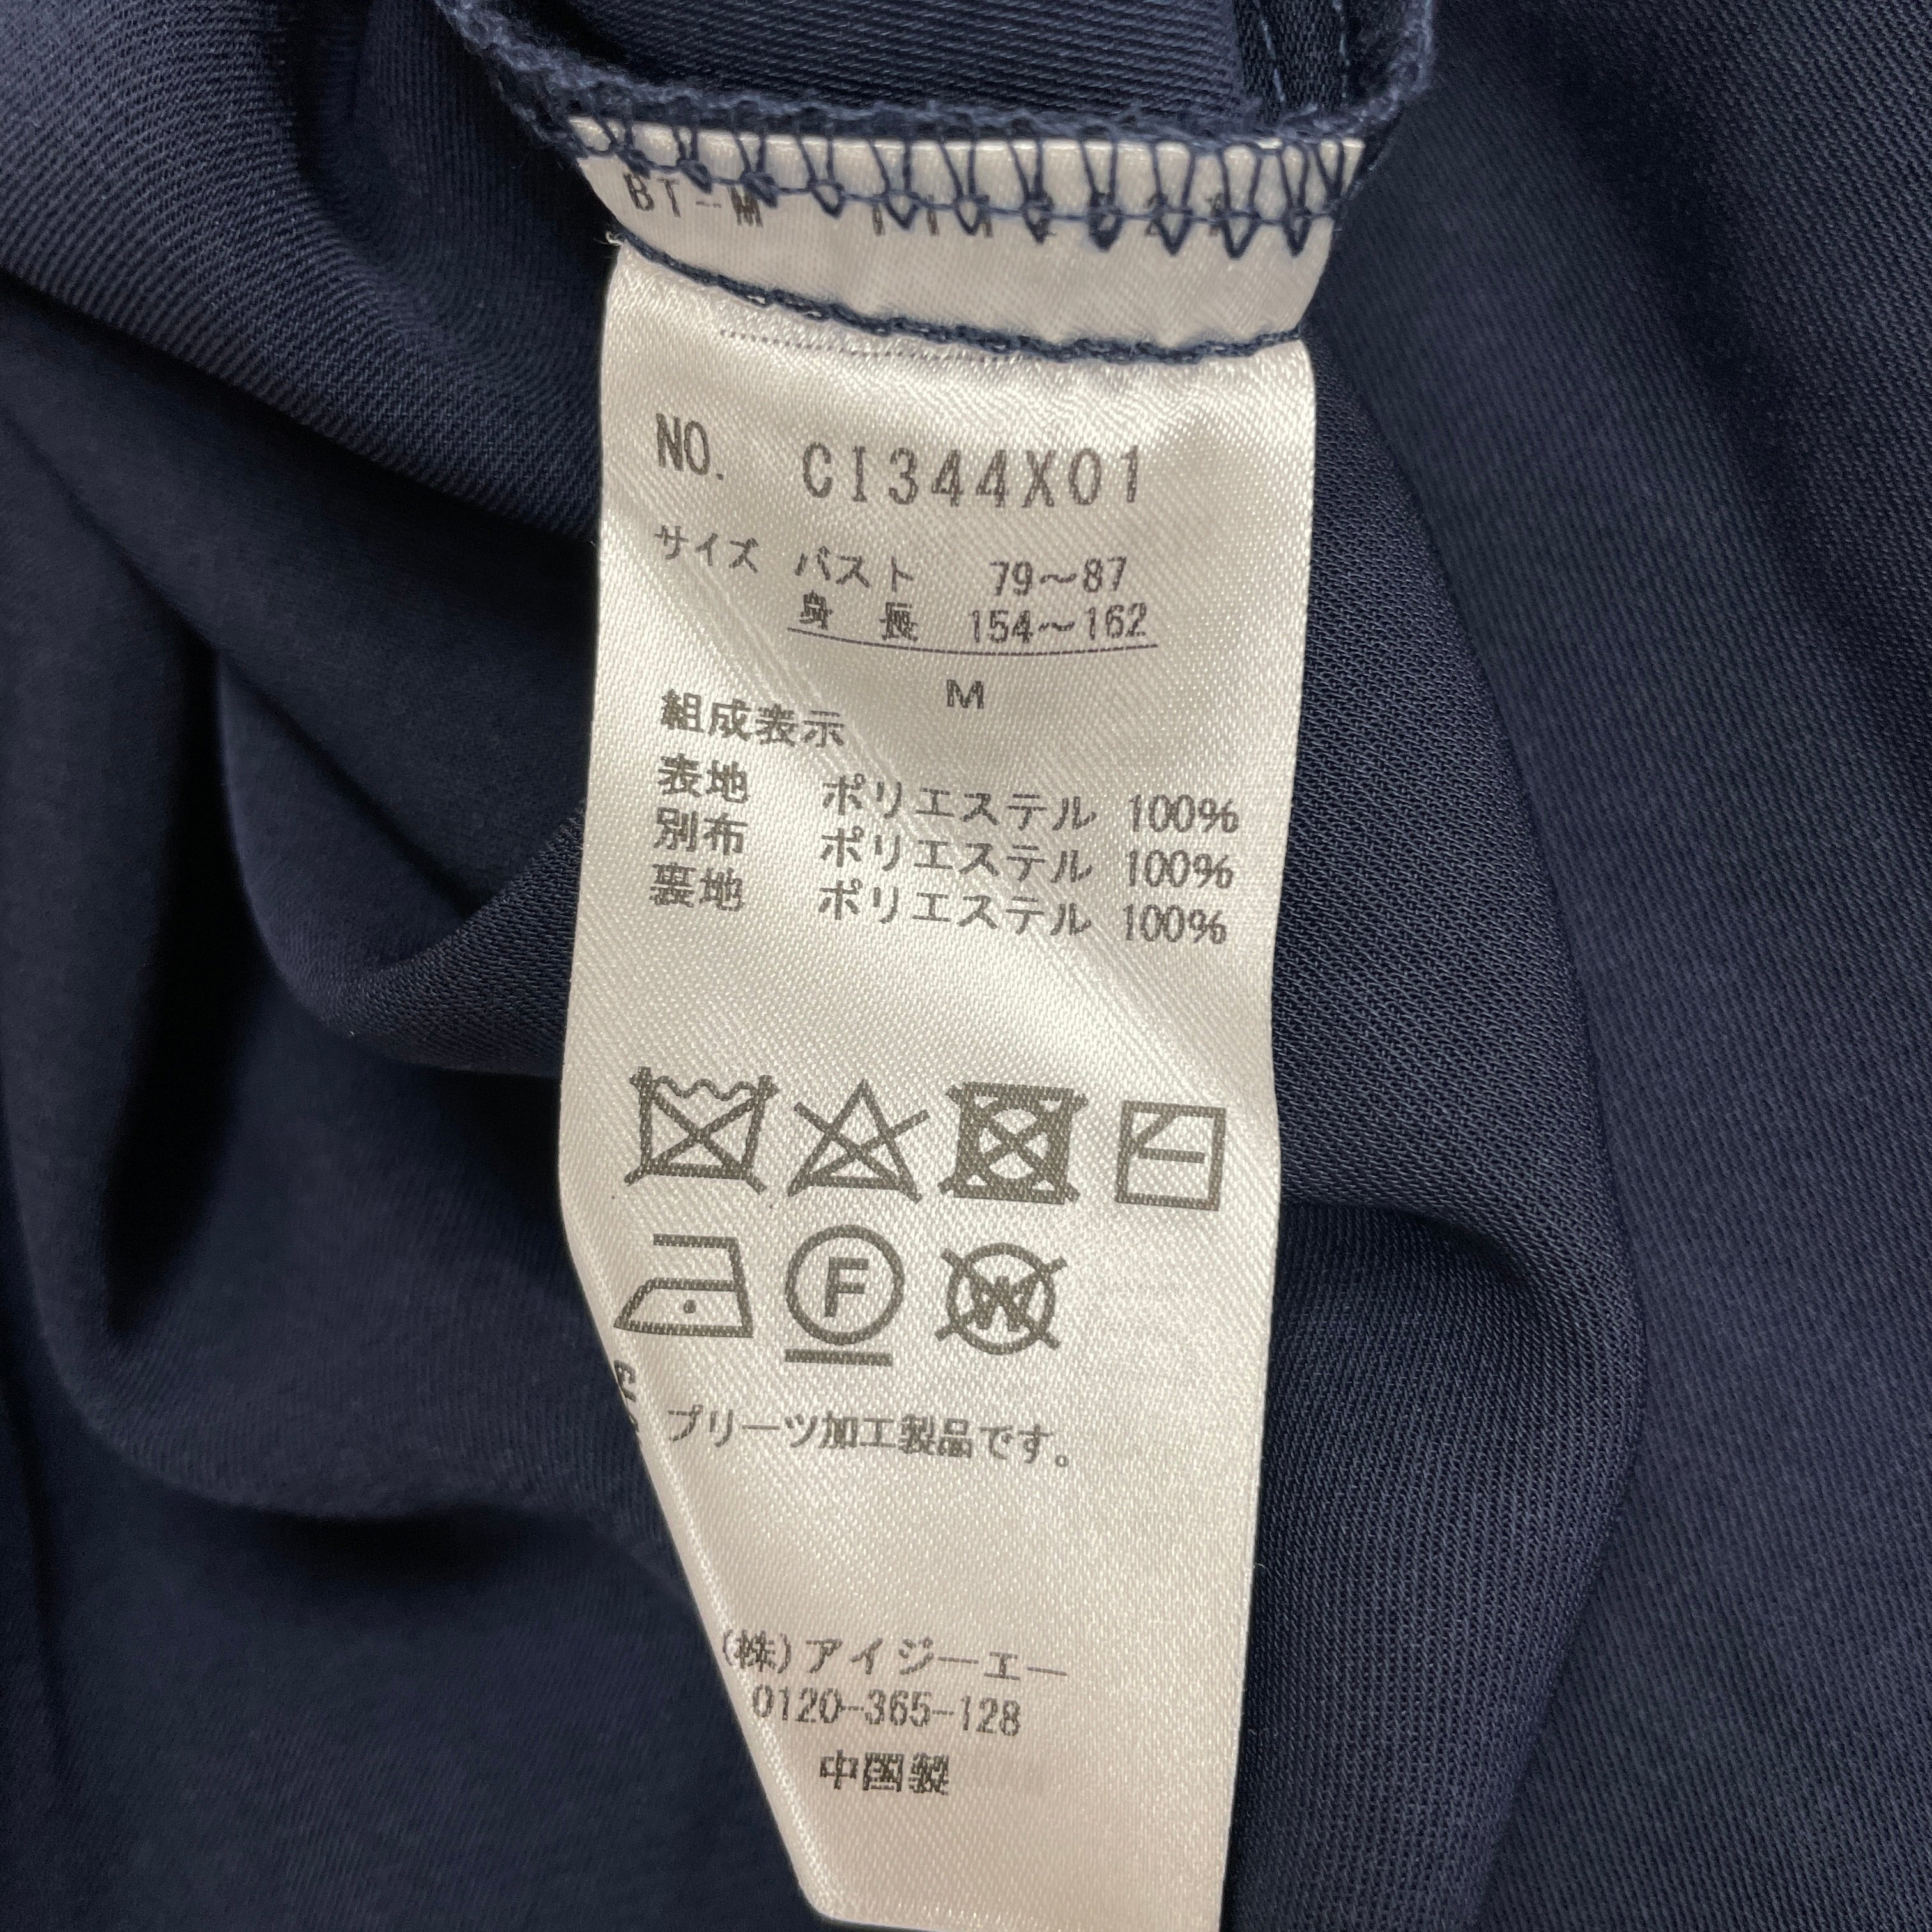 BT-M
NO. CI344X01
サイズ バスト 79～87
身 長 154～162
M
組成表示
表地 ポリエステル 100%
別布 ポリエステル 100%
裏地 ポリエステル 100%
F
W
プリーツ加工製品です。
(株)アイジーエー
0120-365-128
中国製